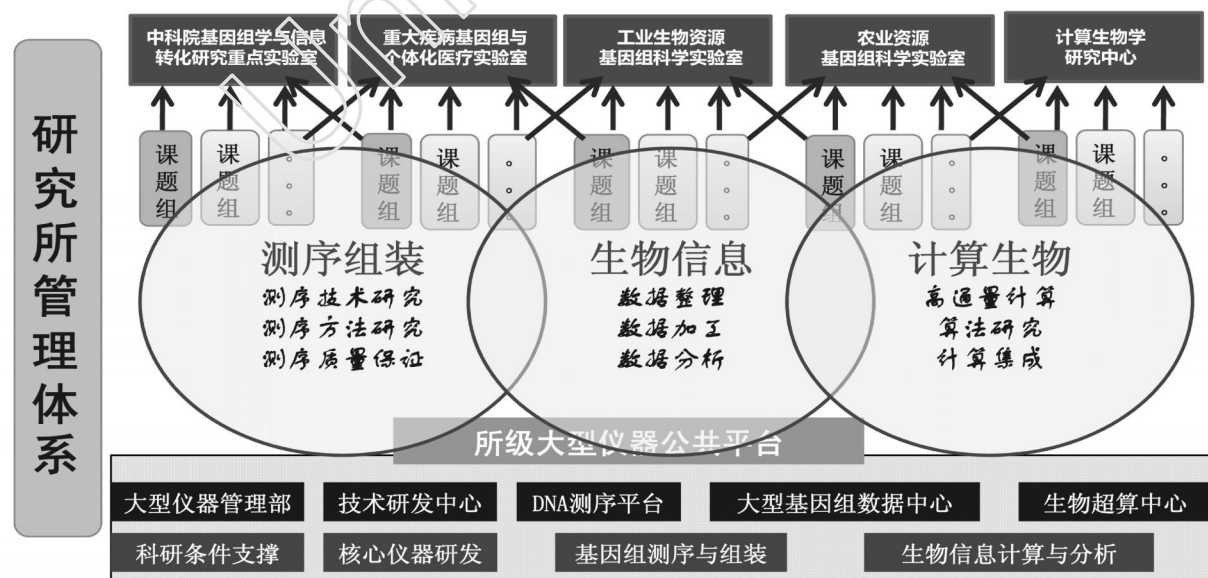 研究所管理体系
中科院基因组学与信息
转化研究重点实验室
重大疾病基因组与
个体化医疗实验室
工业生物资源
基因组科学实验室
农业资源
基因组科学实验室
计算生物学
研究中心
课题组
课题组
。。。
课题组
课题组
。。。
课题组
课题组
。。。
课题组
课题组
。。。
课题组
课题组
。。。
测序组装
测序技术研究
测序方法研究
测序质量保证
生物信息
数据整理
数据加工
数据分析
计算生物
高通量计算
算法研究
计算集成
所级大型仪器公共平台
大型仪器管理部
技术研发中心
DNA测序平台
大型基因组数据中心
生物超算中心
科研条件支撑
核心仪器研发
基因组测序与组装
生物信息计算与分析